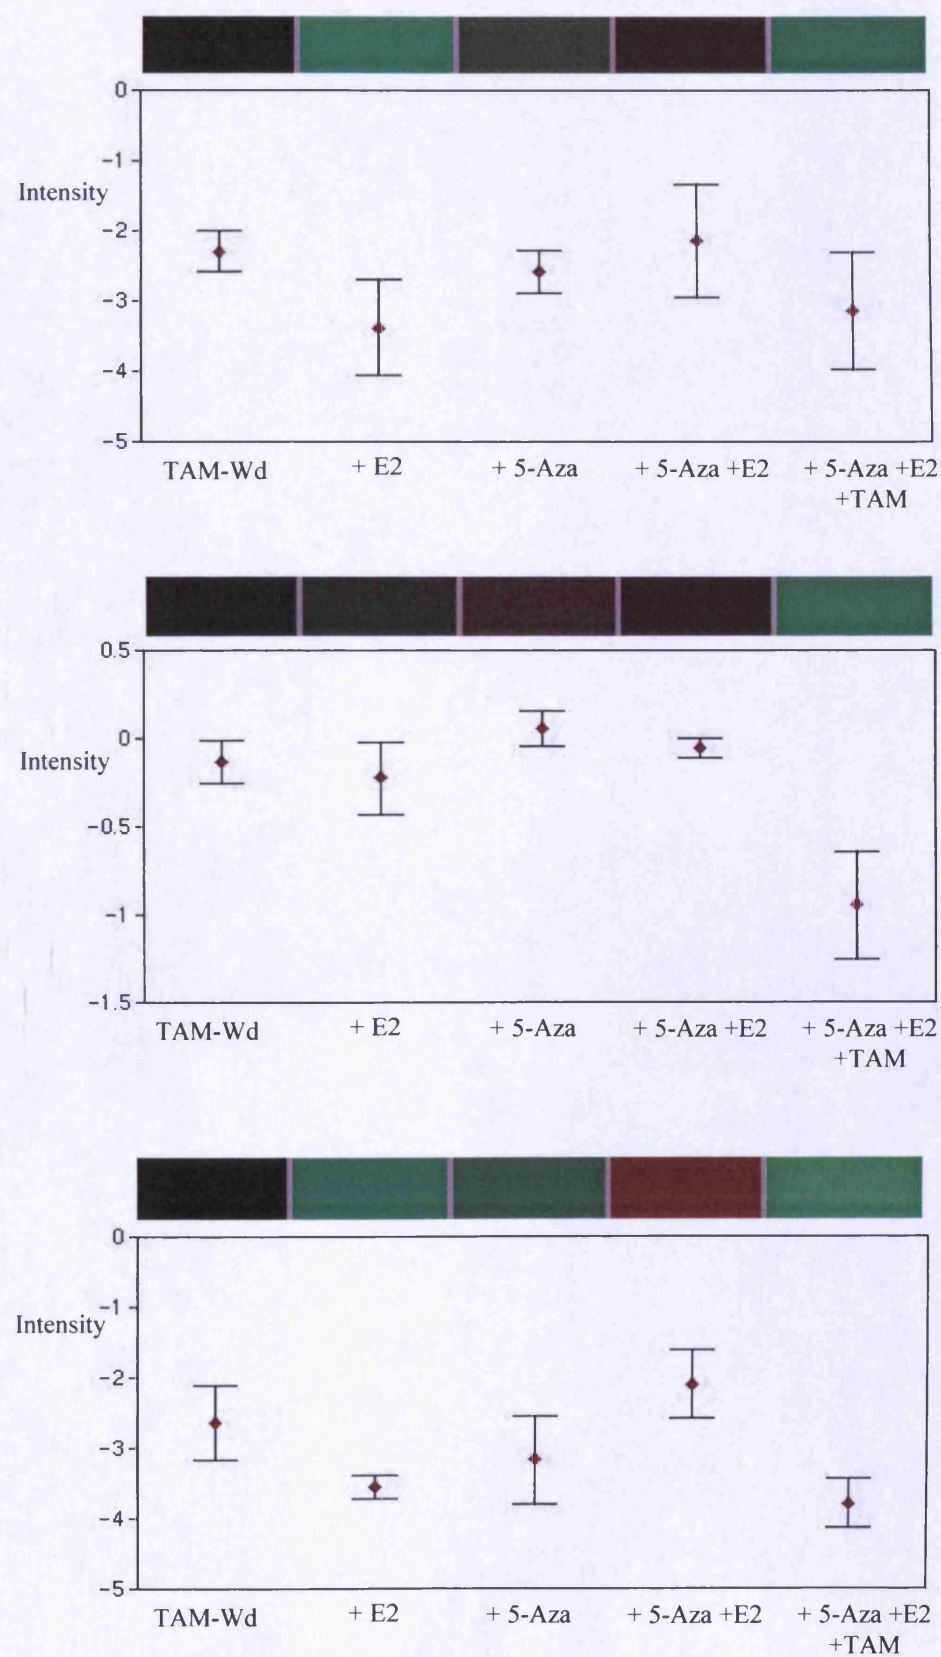 0
-1
Intensity
-2
-3
-4
-5
TAM-Wd + E2 + 5-Aza + 5-Aza +E2 + 5-Aza +E2
+TAM
0.5
0
Intensity
-0.5
-1
-1.5
TAM-Wd + E2 + 5-Aza + 5-Aza +E2 + 5-Aza +E2
+TAM
0
-1
Intensity
-2
-3
-4
-5
TAM-Wd + E2 + 5-Aza + 5-Aza +E2 + 5-Aza +E2
+TAM